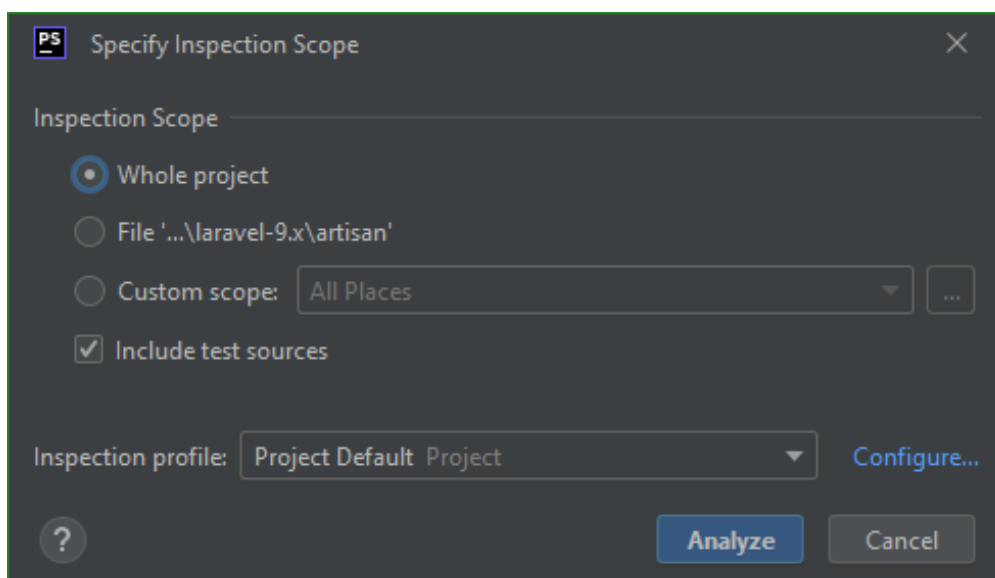 PS Specify Inspection Scope
Inspection Scope
Whole project
File '...\laravel-9.x\artisan'
Custom scope: All Places ...
Include test sources
Inspection profile: Project Default Project Configure...
? Analyze Cancel